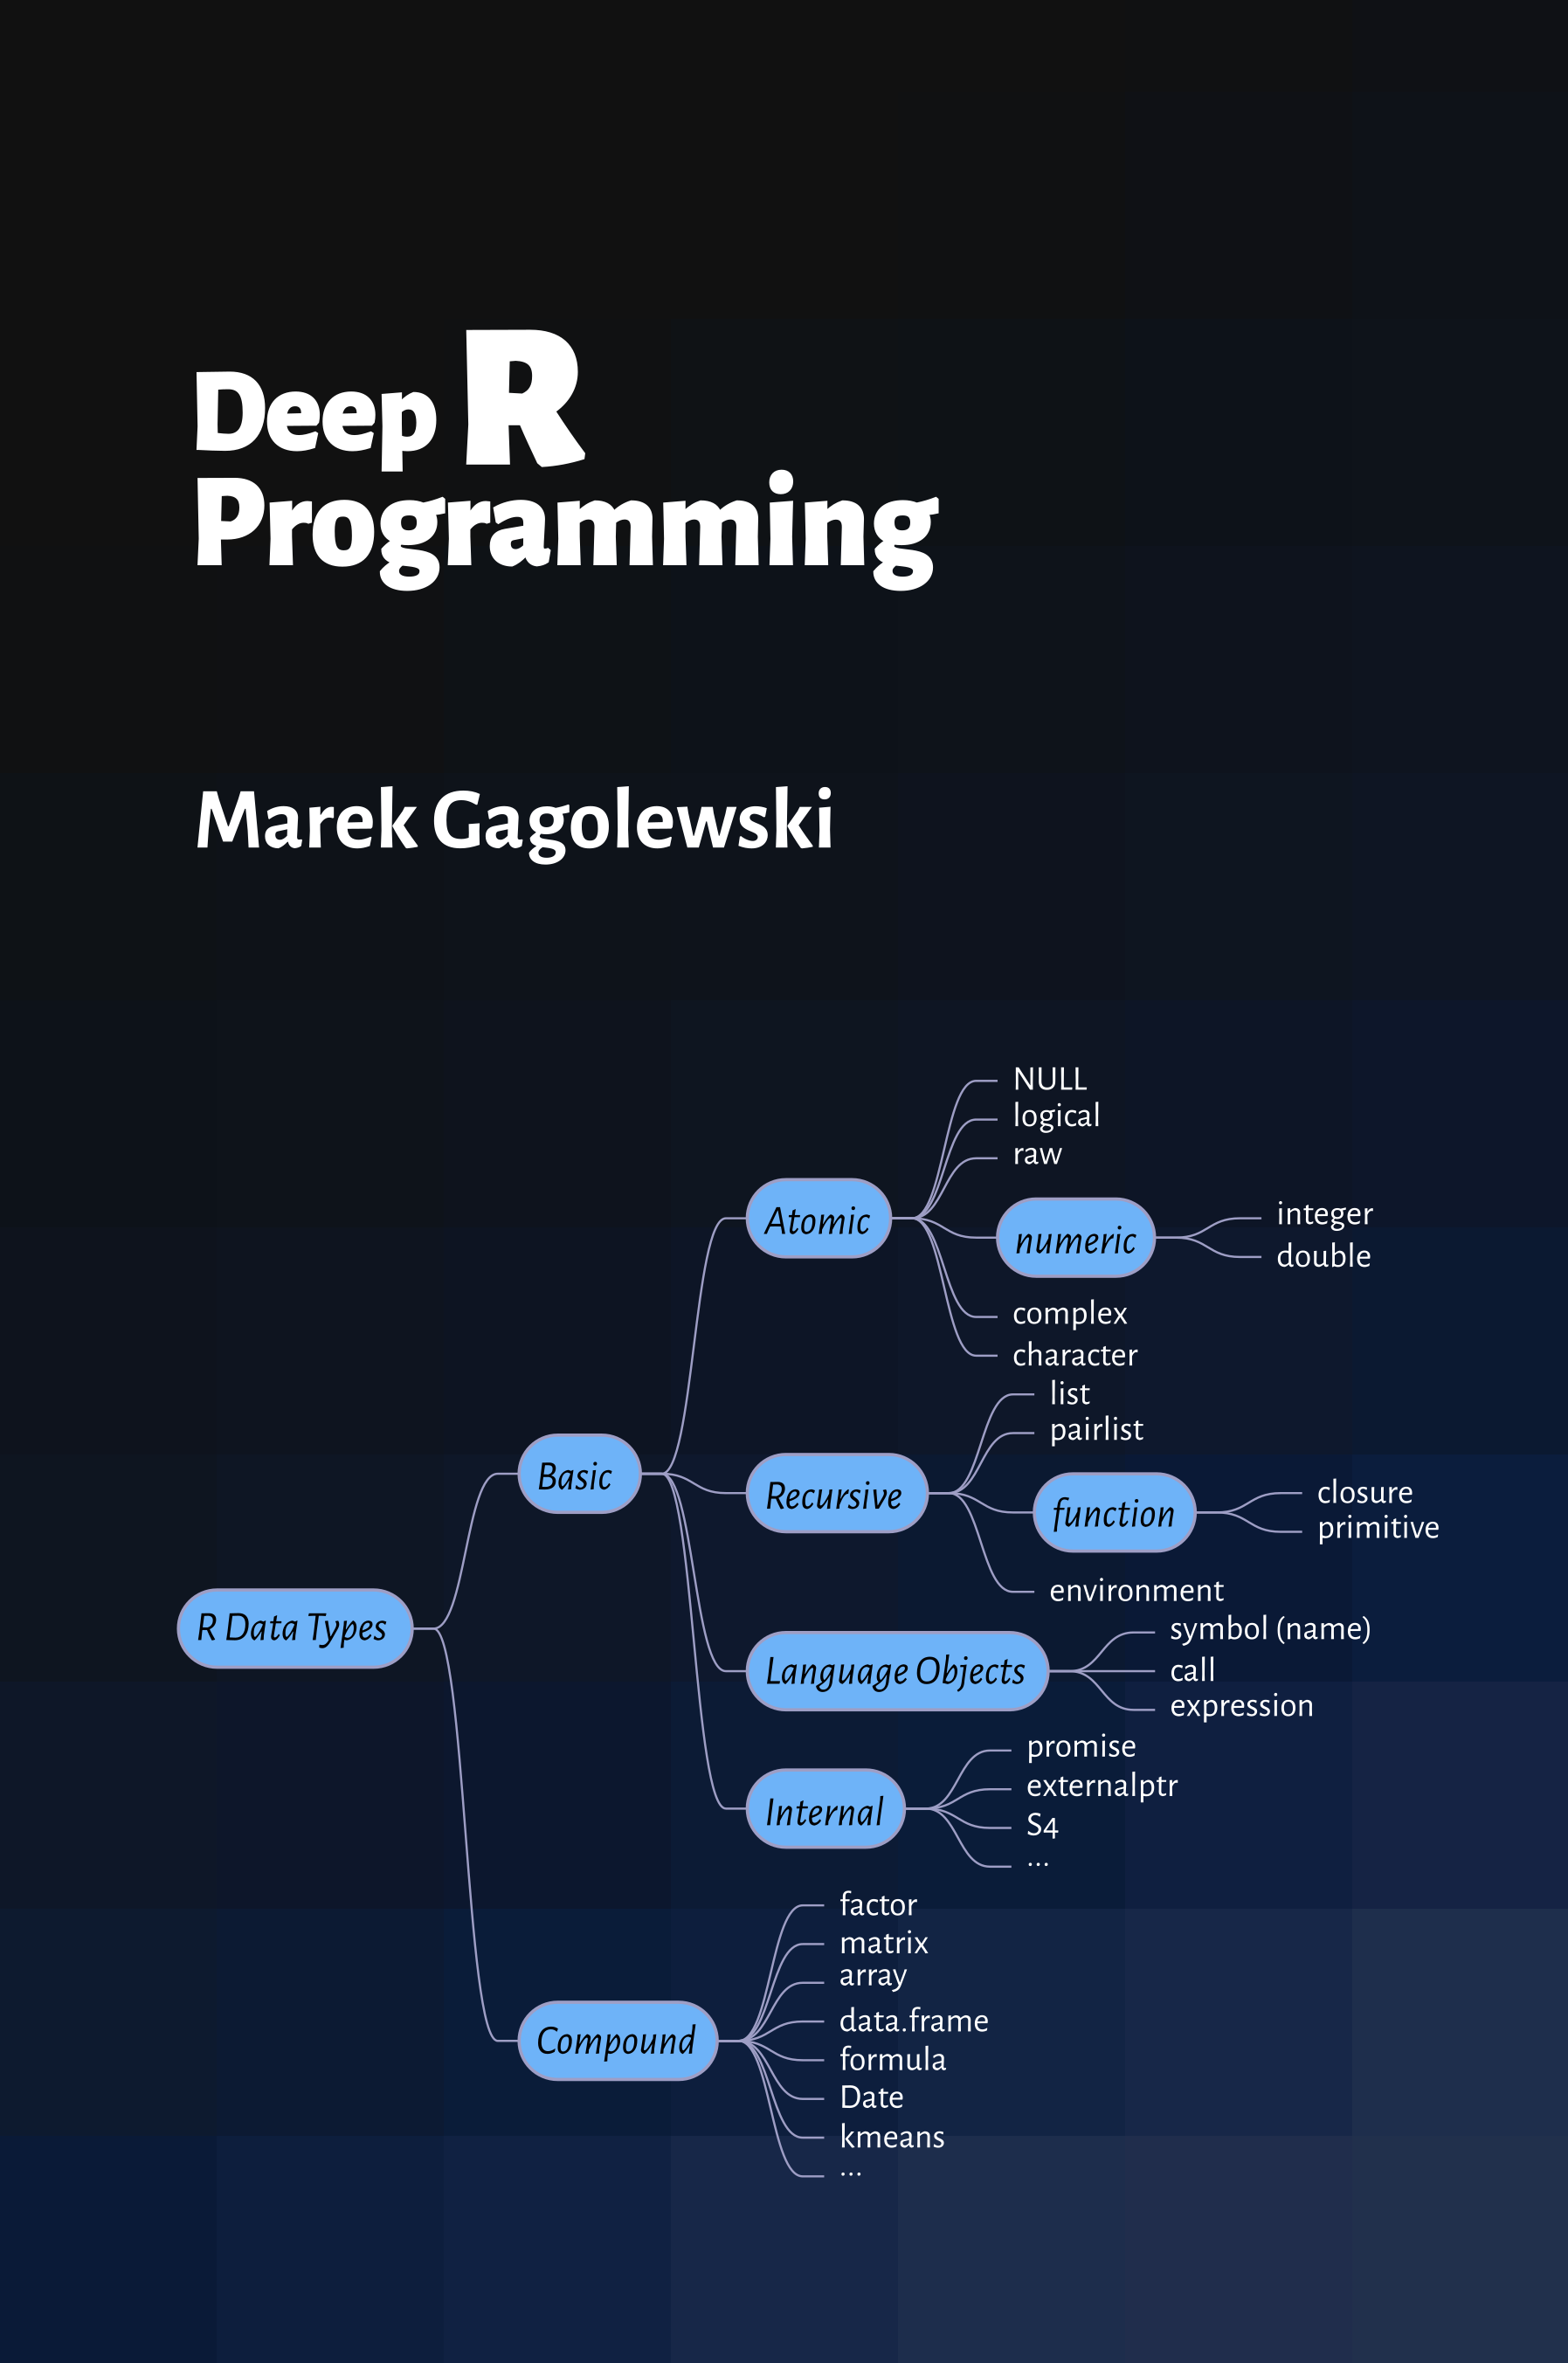 Deep R
Programming
Marek Gagolewski
NULL
logical
raw
Atomic
numeric
integer
double
complex
character
list
pairlist
Basic
Recursive
function
closure
primitive
environment
R Data Types
Language Objects
symbol (name)
call
expression
promise
externalptr
Internal
S4
...
factor
matrix
array
data.frame
Compound
formula
Date
kmeans
...